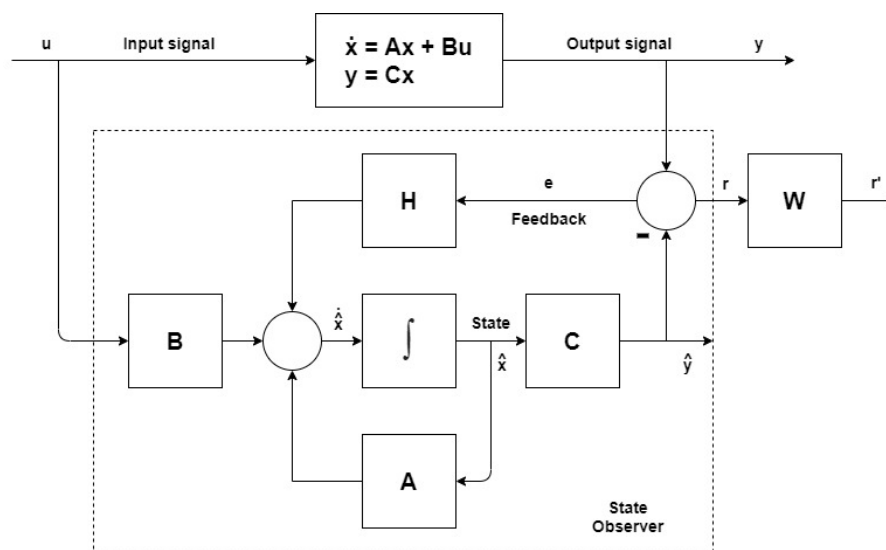 u
Input signal
ẋ = Ax + Bu
y = Cx
Output signal
y
H
e
Feedback
-
r
W
r'
B
x̂̇
∫
State
x̂
C
ŷ
A
State
Observer